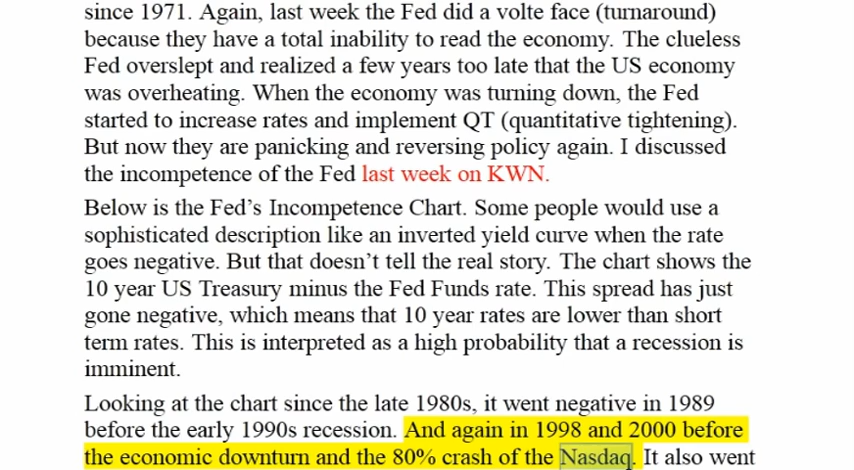 since 1971. Again, last week the Fed did a volte face (turnaround)
because they have a total inability to read the economy. The clueless
Fed overslept and realized a few years too late that the US economy
was overheating. When the economy was turning down, the Fed
started to increase rates and implement QT (quantitative tightening).
But now they are panicking and reversing policy again. I discussed
the incompetence of the Fed last week on KWN.
Below is the Fed’s Incompetence Chart. Some people would use a
sophisticated description like an inverted yield curve when the rate
goes negative. But that doesn’t tell the real story. The chart shows the
10 year US Treasury minus the Fed Funds rate. This spread has just
gone negative, which means that 10 year rates are lower than short
term rates. This is interpreted as a high probability that a recession is
imminent.
Looking at the chart since the late 1980s, it went negative in 1989
before the early 1990s recession. And again in 1998 and 2000 before
the economic downturn and the 80% crash of the Nasdaq. It also went